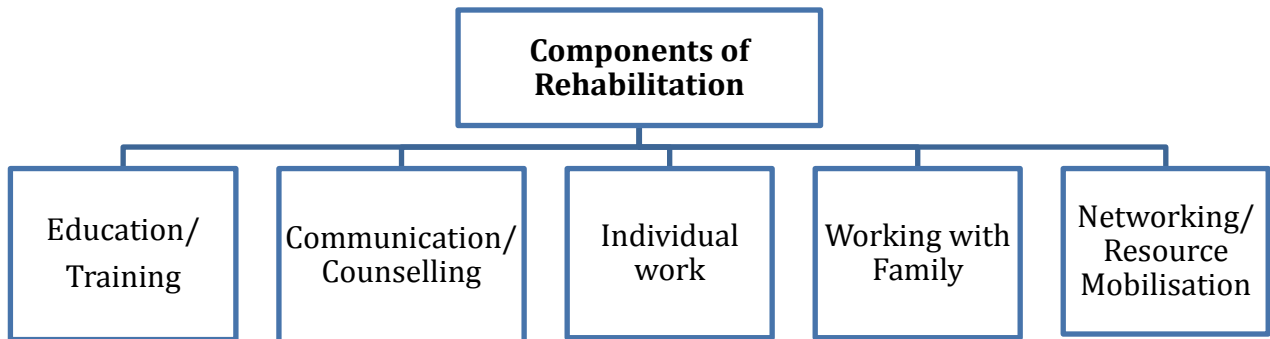 Components of
Rehabilitation
Education/
Training
Communication/
Counselling
Individual
work
Working with
Family
Networking/
Resource
Mobilisation